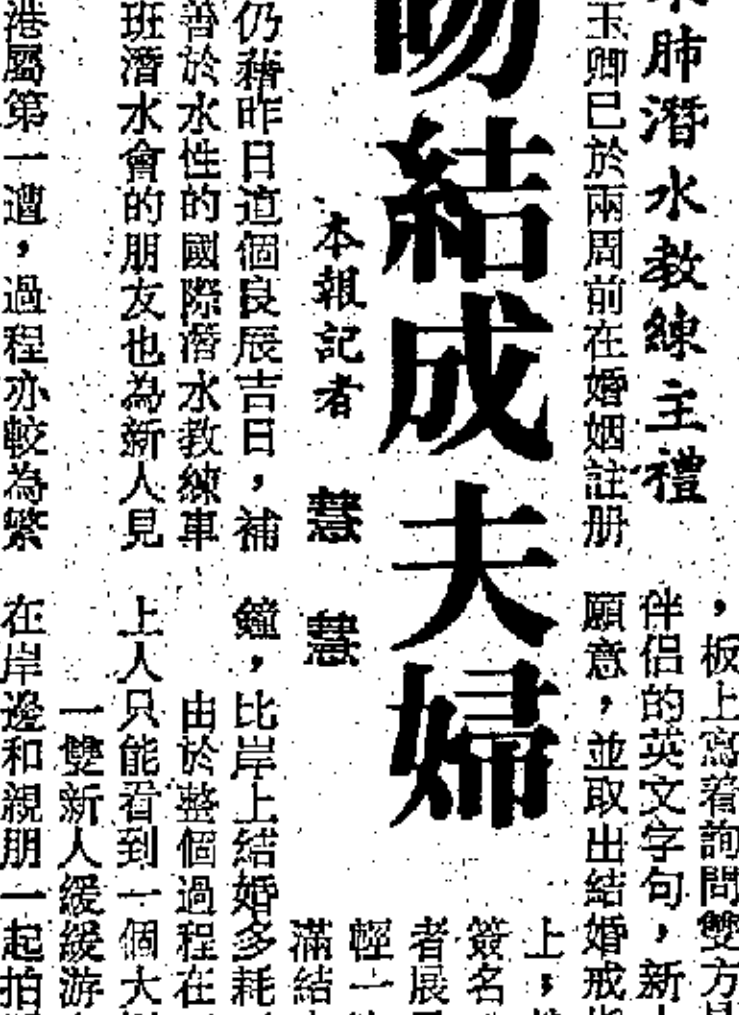 肺潛水教練主禮
玉卿已於兩周前在婚姻註册
吻結成夫婦
本報記者 慧慧
仍藉昨日這個良辰吉日，補
善於水性的國際潛水教練車
班潛水會的朋友也為新人見
港屬第一遭，過程亦較為繁
，板上寫着詢問雙方是
伴侶的英文字句，新
願意，並取出結婚戒指
上，
簽名
者展
輕一
滿結
鐘，比岸上結婚多耗
由於整個過程在
上人只能看到一個大
一雙新人緩緩游
在岸邊和親朋一起拍